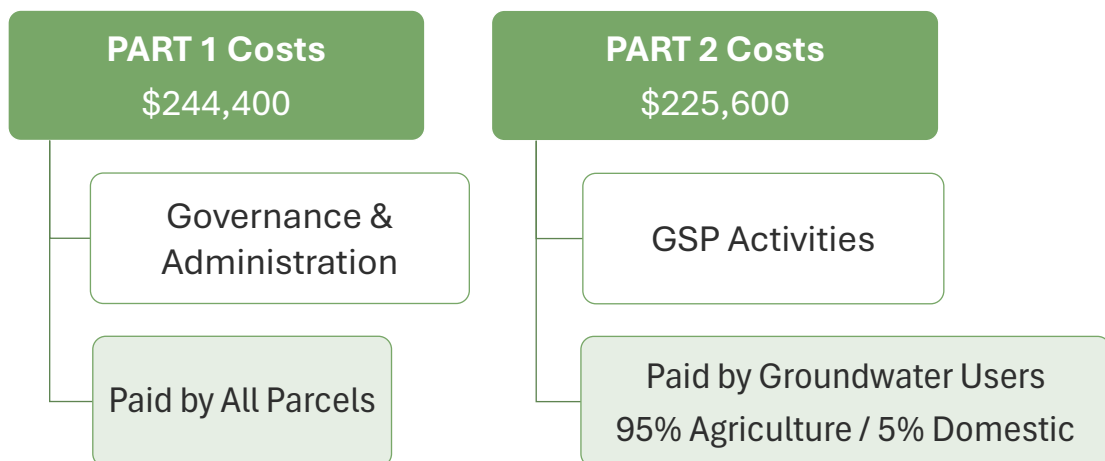 PART 1 Costs
$244,400
Governance &
Administration
Paid by All Parcels
PART 2 Costs
$225,600
GSP Activities
Paid by Groundwater Users
95% Agriculture / 5% Domestic